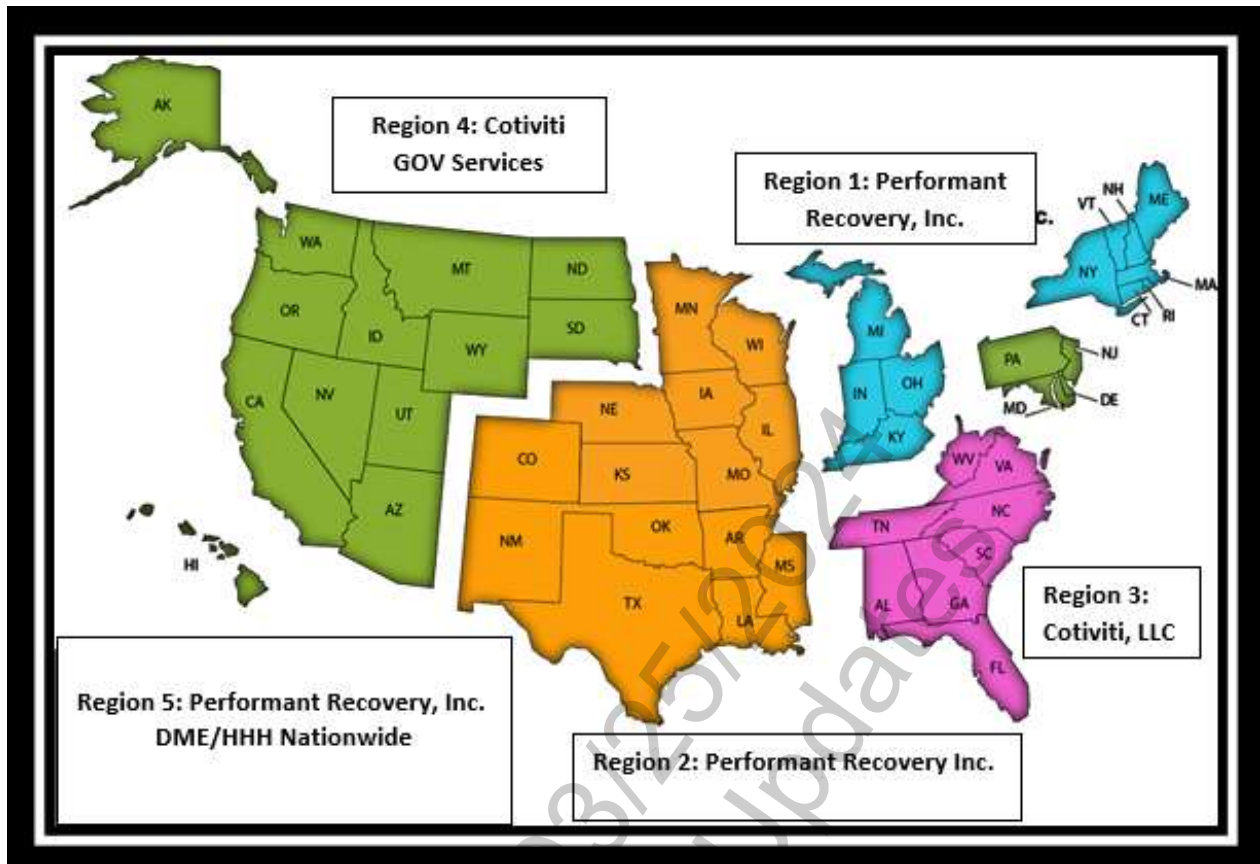 AK
Region 4: Cotiviti
GOV Services
Region 1: Performant
Recovery, Inc.
c.
NH
VT
ME
NY
MA
CT
RI
WA
MT
ND
MN
OR
ID
SD
WI
MI
WY
PA
NJ
CA
NV
UT
NE
IA
IL
IN
OH
MD
DE
CO
KS
MO
KY
WV
VA
AZ
NM
OK
AR
TN
NC
HI
MS
SC
TX
LA
AL
GA
Region 3:
Cotiviti, LLC
FL
Region 5: Performant Recovery, Inc.
DME/HHH Nationwide
Region 2: Performant Recovery Inc.
03/25/2024
Updates